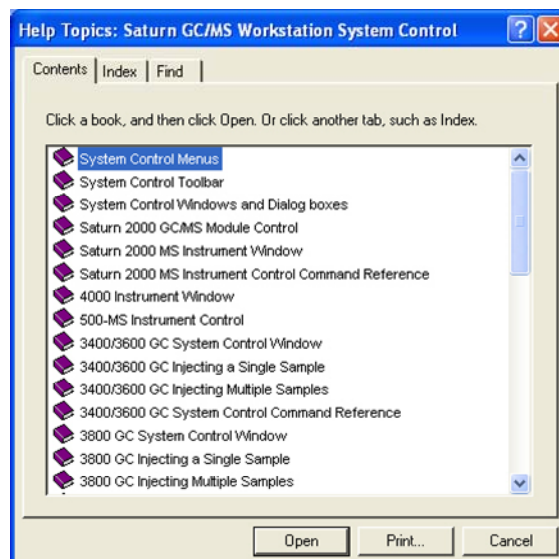 Help Topics: Saturn GC/MS Workstation System Control
Contents Index Find
Click a book, and then click Open. Or click another tab, such as Index.
System Control Menus
System Control Toolbar
System Control Windows and Dialog boxes
Saturn 2000 GC/MS Module Control
Saturn 2000 MS Instrument Window
Saturn 2000 MS Instrument Control Command Reference
4000 Instrument Window
500-MS Instrument Control
3400/3600 GC System Control Window
3400/3600 GC Injecting a Single Sample
3400/3600 GC Injecting Multiple Samples
3400/3600 GC System Control Command Reference
3800 GC System Control Window
3800 GC Injecting a Single Sample
3800 GC Injecting Multiple Samples
Open Print... Cancel